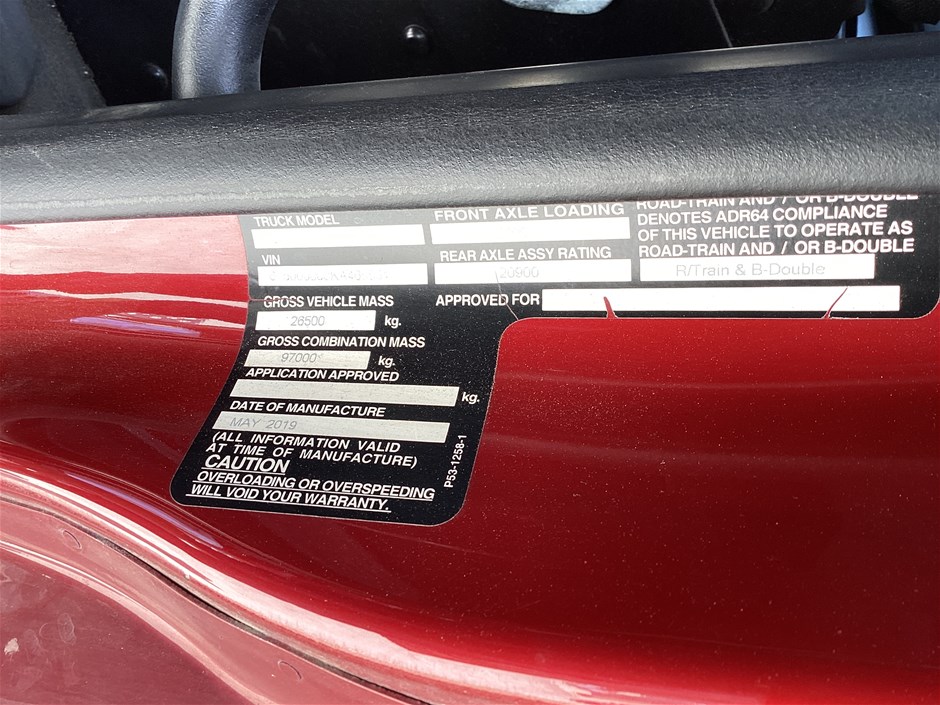 TRUCK MODEL
VIN
GROSS VEHICLE MASS
26500 kg.
GROSS COMBINATION MASS
97000 kg.
APPLICATION APPROVED
kg.
DATE OF MANUFACTURE
MAY 2019
(ALL INFORMATION VALID
AT TIME OF MANUFACTURE)
CAUTION
OVERLOADING OR OVERSPEEDING
WILL VOID YOUR WARRANTY.
P53-1258-1
FRONT AXLE LOADING
REAR AXLE ASSY RATING
20900
APPROVED FOR
ROAD-TRAIN AND / OR B-DOUBLE
DENOTES ADR64 COMPLIANCE
OF THIS VEHICLE TO OPERATE AS
ROAD-TRAIN AND / OR B-DOUBLE
R/Train & B-Double